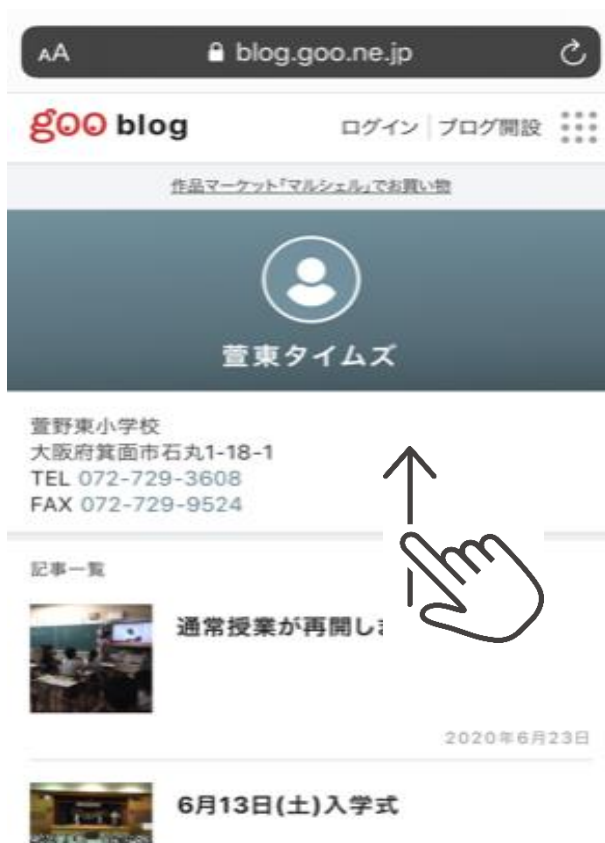 AA blog.goo.ne.jp
goo blog ログイン ブログ開設
作品マーケット「マルシェル」でお買い物
萱東タイムズ
萱野東小学校
大阪府箕面市石丸1-18-1
TEL 072-729-3608
FAX 072-729-9524
記事一覧
通常授業が再開しま
2020年6月23日
6月13日(土)入学式